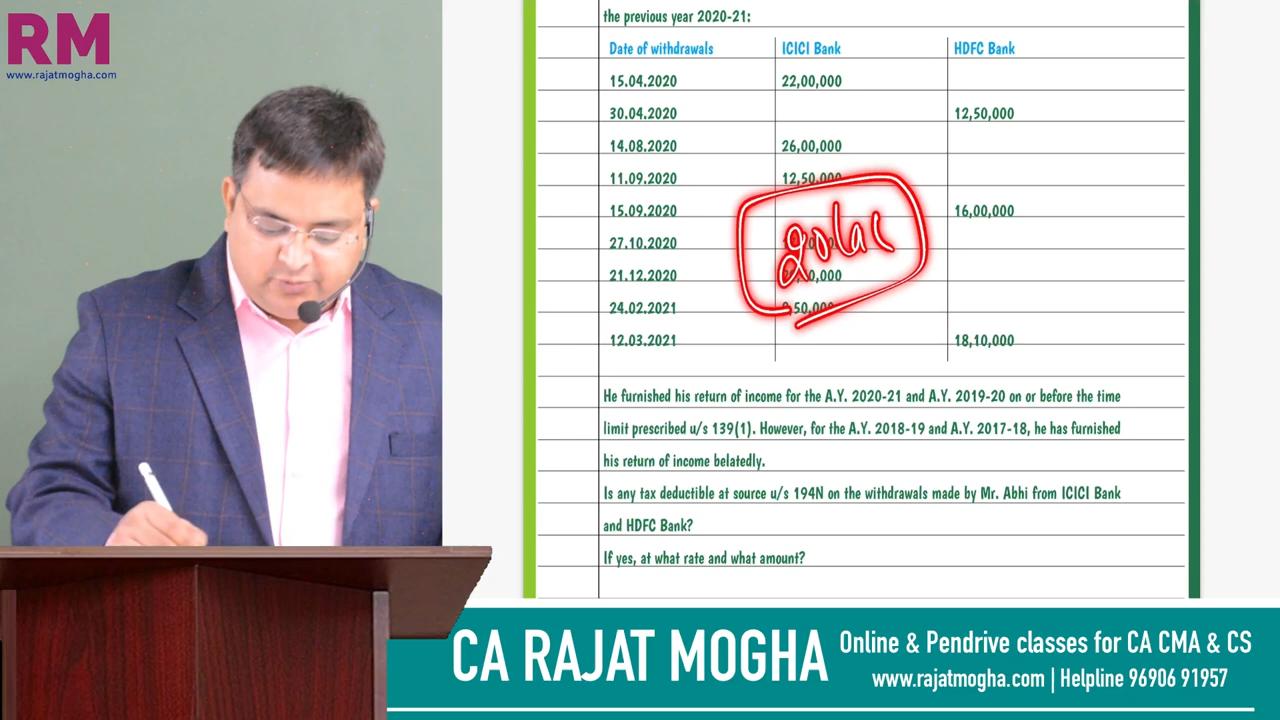 RM
www.rajatmogha.com
the previous year 2020-21:
Date of withdrawals ICICI Bank HDFC Bank
15.04.2020 22,00,000
30.04.2020 12,50,000
14.08.2020 26,00,000
11.09.2020 12,50,000
15.09.2020 16,00,000
27.10.2020
21.12.2020
24.02.2021
12.03.2021 18,10,000
He furnished his return of income for the A.Y. 2020-21 and A.Y. 2019-20 on or before the time
limit prescribed u/s 139(1). However, for the A.Y. 2018-19 and A.Y. 2017-18, he has furnished
his return of income belatedly.
Is any tax deductible at source u/s 194N on the withdrawals made by Mr. Abhi from ICICI Bank
and HDFC Bank?
If yes, at what rate and what amount?
CA RAJAT MOGHA
Online & Pendrive classes for CA CMA & CS
www.rajatmogha.com | Helpline 96906 91957